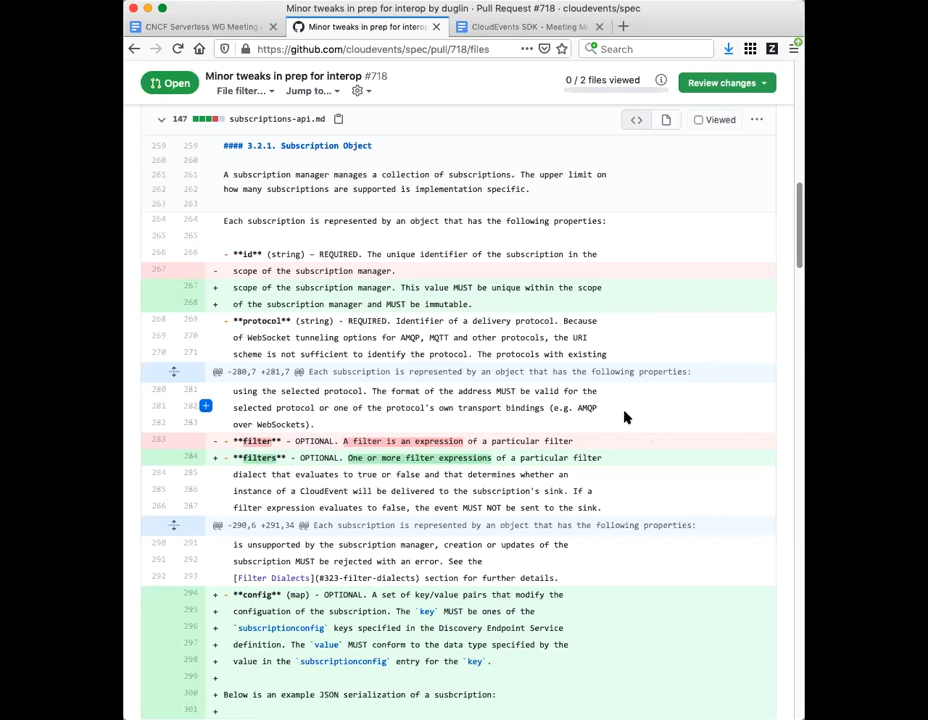 Minor tweaks in prep for interop by duglin · Pull Request #718 · cloudevents/spec
CNCF Serverless WG Meeting
Minor tweaks in prep for interop
CloudEvents SDK - Meeting M
https://github.com/cloudevents/spec/pull/718/files
Search
Open
Minor tweaks in prep for interop #718
File filter... Jump to...
0 / 2 files viewed
Review changes
147 subscriptions-api.md
Viewed
259 259 #### 3.2.1. Subscription Object
260 260
261 261 A subscription manager manages a collection of subscriptions. The upper limit on
262 262 how many subscriptions are supported is implementation specific.
263 263
264 264 Each subscription is represented by an object that has the following properties:
265 265
266 266 - **id** (string) – REQUIRED. The unique identifier of the subscription in the
267 - scope of the subscription manager.
267 + scope of the subscription manager. This value MUST be unique within the scope
268 + of the subscription manager and MUST be immutable.
268 269 - **protocol** (string) - REQUIRED. Identifier of a delivery protocol. Because
269 270 of WebSocket tunneling options for AMQP, MQTT and other protocols, the URI
270 271 scheme is not sufficient to identify the protocol. The protocols with existing
@@ -280,7 +281,7 @@ Each subscription is represented by an object that has the following properties:
280 281 using the selected protocol. The format of the address MUST be valid for the
281 282 selected protocol or one of the protocol's own transport bindings (e.g. AMQP
282 283 over WebSockets).
283 - - **filter** - OPTIONAL. A filter is an expression of a particular filter
284 + - **filters** - OPTIONAL. One or more filter expressions of a particular filter
284 285 dialect that evaluates to true or false and that determines whether an
285 286 instance of a CloudEvent will be delivered to the subscription's sink. If a
286 287 filter expression evaluates to false, the event MUST NOT be sent to the sink.
@@ -290,6 +291,34 @@ Each subscription is represented by an object that has the following properties:
290 291 is unsupported by the subscription manager, creation or updates of the
291 292 subscription MUST be rejected with an error. See the
292 293 [Filter Dialects](#323-filter-dialects) section for further details.
294 + - **config** (map) - OPTIONAL. A set of key/value pairs that modify the
295 + configuation of the subscription. The `key` MUST be ones of the
296 + `subscriptionconfig` keys specified in the Discovery Endpoint Service
297 + definition. The `value` MUST conform to the data type specified by the
298 + value in the `subscriptionconfig` entry for the `key`.
299 +
300 + Below is an example JSON serialization of a susbcription:
301 +